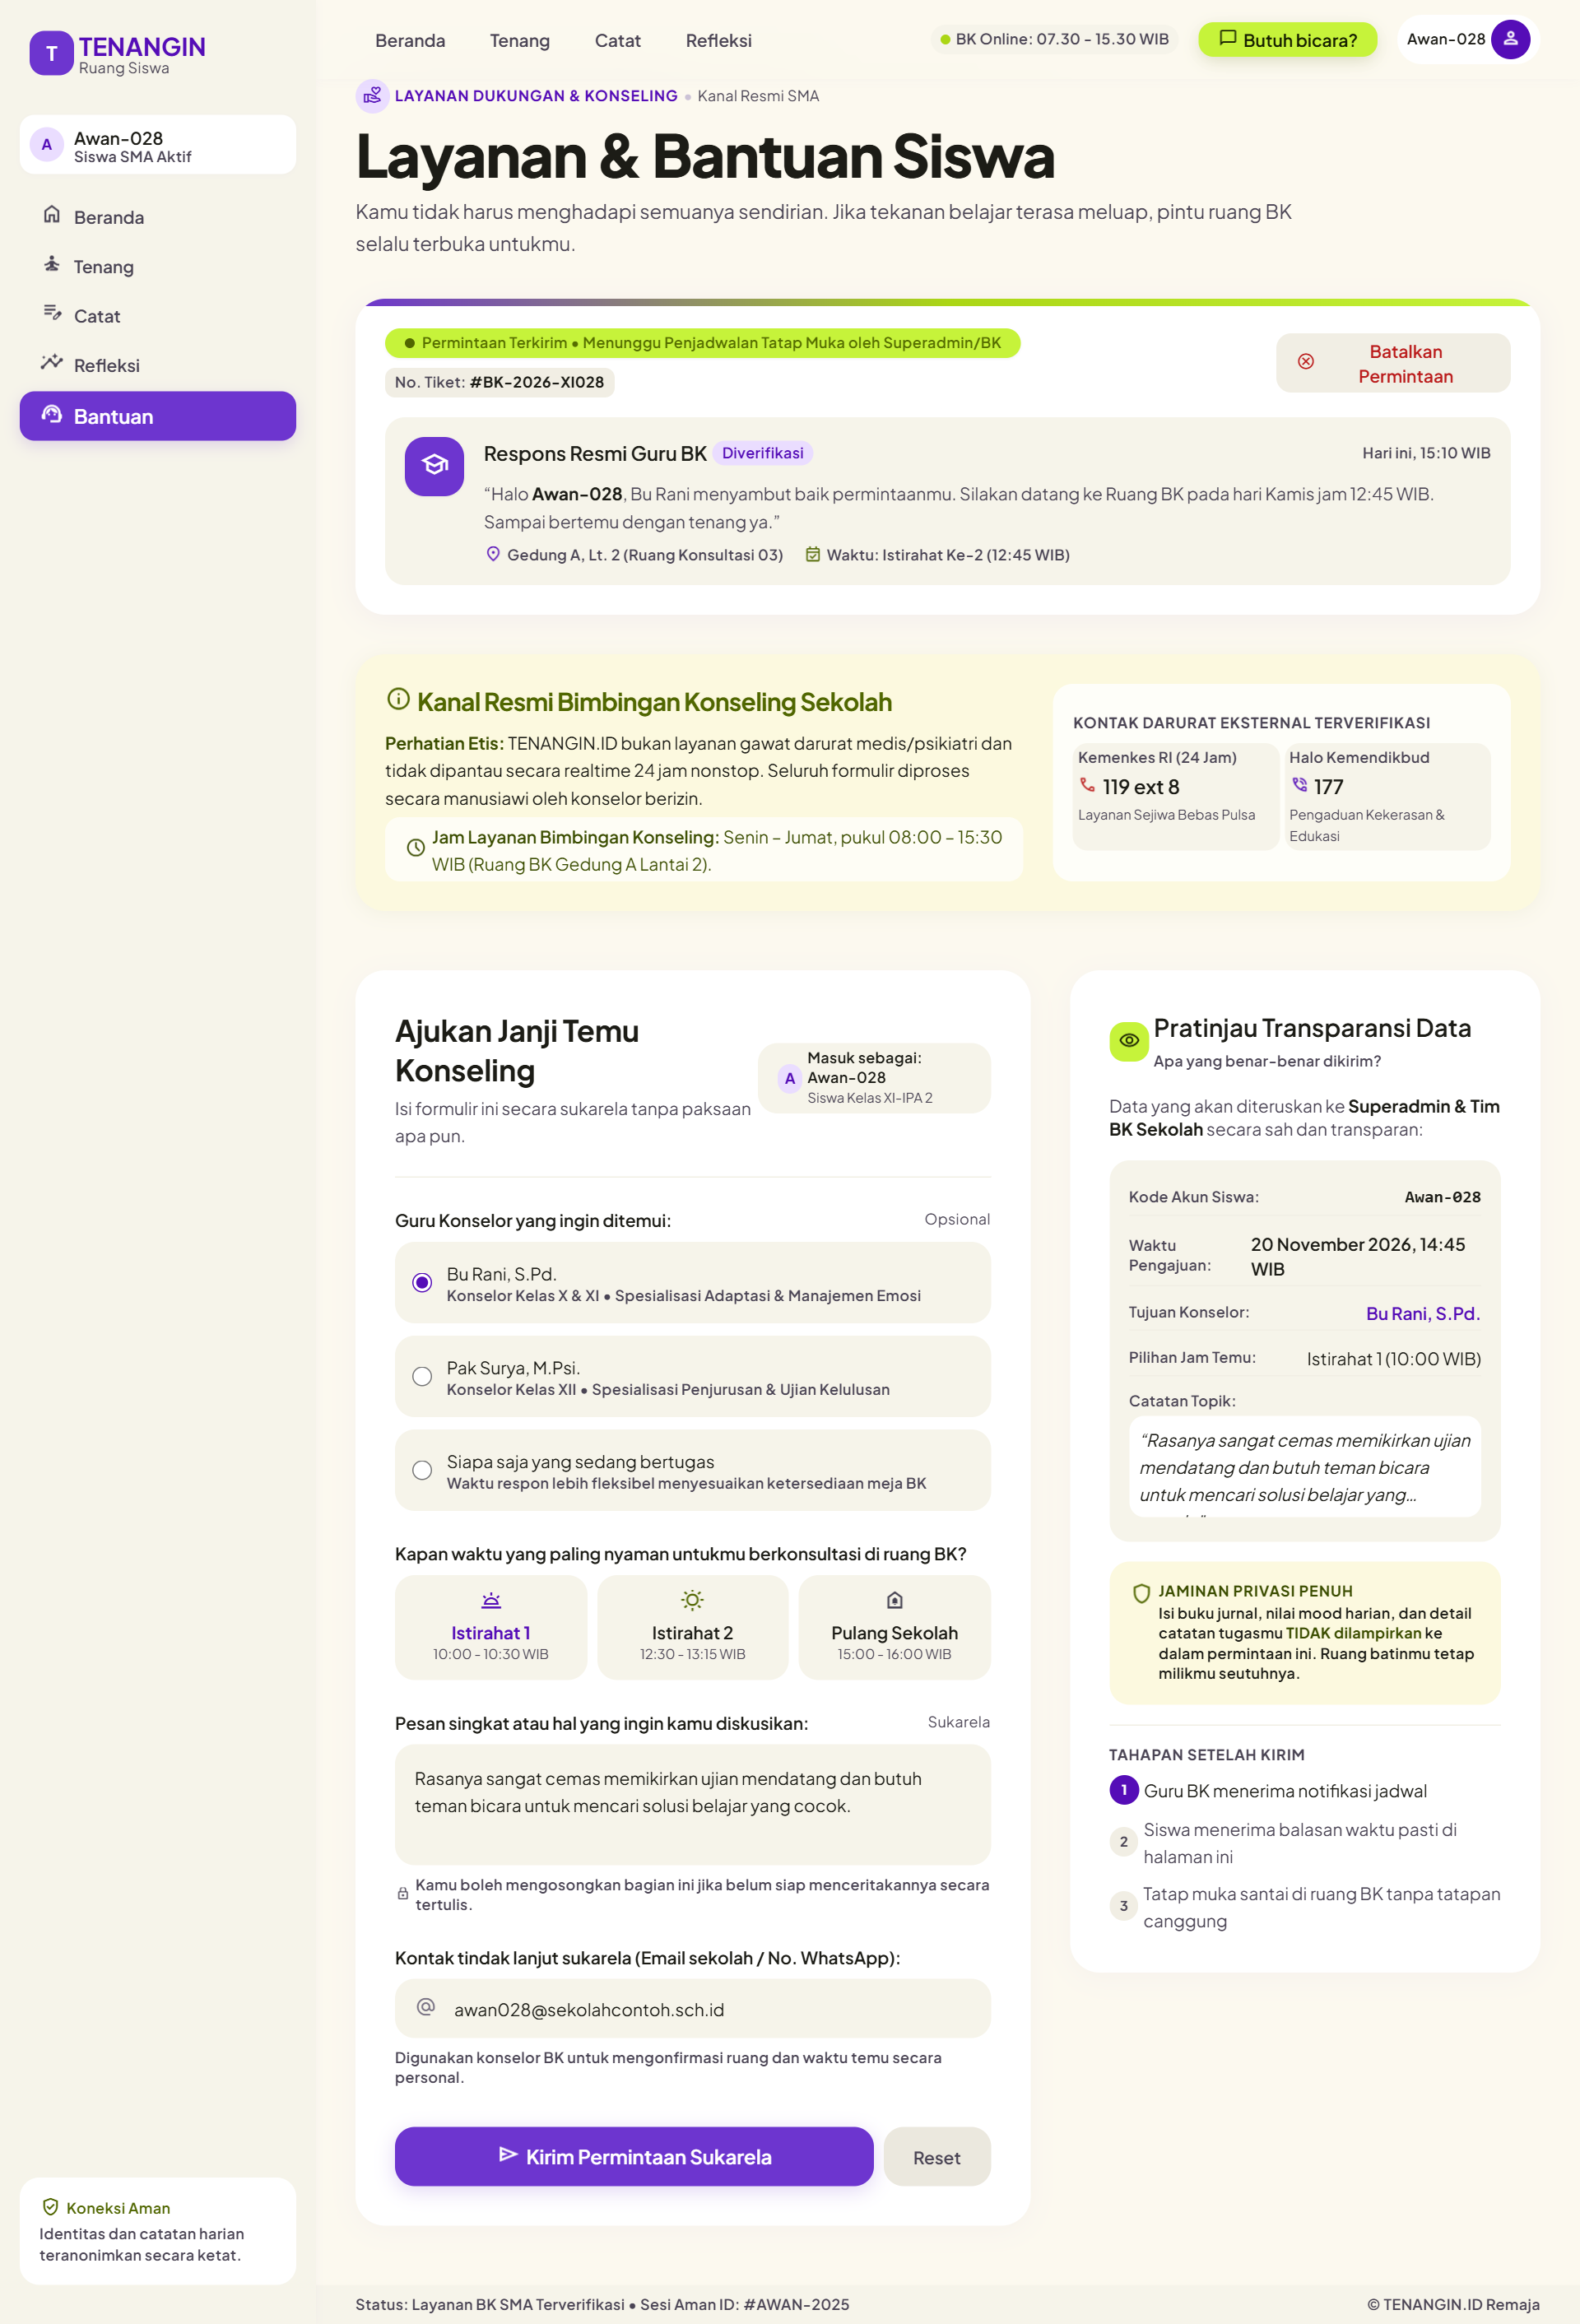 T
TENANGIN
Ruang Siswa
A
Awan-028
Siswa SMA Aktif
Beranda
Tenang
Catat
Refleksi
Bantuan
Koneksi Aman
Identitas dan catatan harian
teranonimkan secara ketat.
Beranda Tenang Catat Refleksi
BK Online: 07.30 - 15.30 WIB
Butuh bicara?
Awan-028
LAYANAN DUKUNGAN & KONSELING • Kanal Resmi SMA
Layanan & Bantuan Siswa
Kamu tidak harus menghadapi semuanya sendirian. Jika tekanan belajar terasa meluap, pintu ruang BK
selalu terbuka untukmu.
Permintaan Terkirim • Menunggu Penjadwalan Tatap Muka oleh Superadmin/BK
No. Tiket: #BK-2026-XI028
Batalkan
Permintaan
Respons Resmi Guru BK Diverifikasi
Hari ini, 15:10 WIB
“Halo Awan-028, Bu Rani menyambut baik permintaanmu. Silakan datang ke Ruang BK pada hari Kamis jam 12:45 WIB.
Sampai bertemu dengan tenang ya.”
Gedung A, Lt. 2 (Ruang Konsultasi 03)
Waktu: Istirahat Ke-2 (12:45 WIB)
Kanal Resmi Bimbingan Konseling Sekolah
Perhatian Etis: TENANGIN.ID bukan layanan gawat darurat medis/psikiatri dan
tidak dipantau secara realtime 24 jam nonstop. Seluruh formulir diproses
secara manusiawi oleh konselor berizin.
Jam Layanan Bimbingan Konseling: Senin – Jumat, pukul 08:00 – 15:30
WIB (Ruang BK Gedung A Lantai 2).
KONTAK DARURAT EKSTERNAL TERVERIFIKASI
Kemenkes RI (24 Jam)
119 ext 8
Layanan Sejiwa Bebas Pulsa
Halo Kemendikbud
177
Pengaduan Kekerasan &
Edukasi
Ajukan Janji Temu
Konseling
Isi formulir ini secara sukarela tanpa paksaan
apa pun.
A
Masuk sebagai:
Awan-028
Siswa Kelas XI-IPA 2
Guru Konselor yang ingin ditemui:
Opsional
Bu Rani, S.Pd.
Konselor Kelas X & XI • Spesialisasi Adaptasi & Manajemen Emosi
Pak Surya, M.Psi.
Konselor Kelas XII • Spesialisasi Penjurusan & Ujian Kelulusan
Siapa saja yang sedang bertugas
Waktu respon lebih fleksibel menyesuaikan ketersediaan meja BK
Kapan waktu yang paling nyaman untukmu berkonsultasi di ruang BK?
Istirahat 1
10:00 - 10:30 WIB
Istirahat 2
12:30 - 13:15 WIB
Pulang Sekolah
15:00 - 16:00 WIB
Pesan singkat atau hal yang ingin kamu diskusikan:
Sukarela
Rasanya sangat cemas memikirkan ujian mendatang dan butuh
teman bicara untuk mencari solusi belajar yang cocok.
Kamu boleh mengosongkan bagian ini jika belum siap menceritakannya secara
tertulis.
Kontak tindak lanjut sukarela (Email sekolah / No. WhatsApp):
awan028@sekolahcontoh.sch.id
Digunakan konselor BK untuk mengonfirmasi ruang dan waktu temu secara
personal.
Kirim Permintaan Sukarela
Reset
Pratinjau Transparansi Data
Apa yang benar-benar dikirim?
Data yang akan diteruskan ke Superadmin & Tim
BK Sekolah secara sah dan transparan:
Kode Akun Siswa: Awan-028
Waktu
Pengajuan:
20 November 2026, 14:45
WIB
Tujuan Konselor: Bu Rani, S.Pd.
Pilihan Jam Temu: Istirahat 1 (10:00 WIB)
Catatan Topik:
“Rasanya sangat cemas memikirkan ujian
mendatang dan butuh teman bicara
untuk mencari solusi belajar yang…
JAMINAN PRIVASI PENUH
Isi buku jurnal, nilai mood harian, dan detail
catatan tugasmu TIDAK dilampirkan ke
dalam permintaan ini. Ruang batinmu tetap
milikmu seutuhnya.
TAHAPAN SETELAH KIRIM
1 Guru BK menerima notifikasi jadwal
2 Siswa menerima balasan waktu pasti di
halaman ini
3 Tatap muka santai di ruang BK tanpa tatapan
canggung
Status: Layanan BK SMA Terverifikasi • Sesi Aman ID: #AWAN-2025
© TENANGIN.ID Remaja